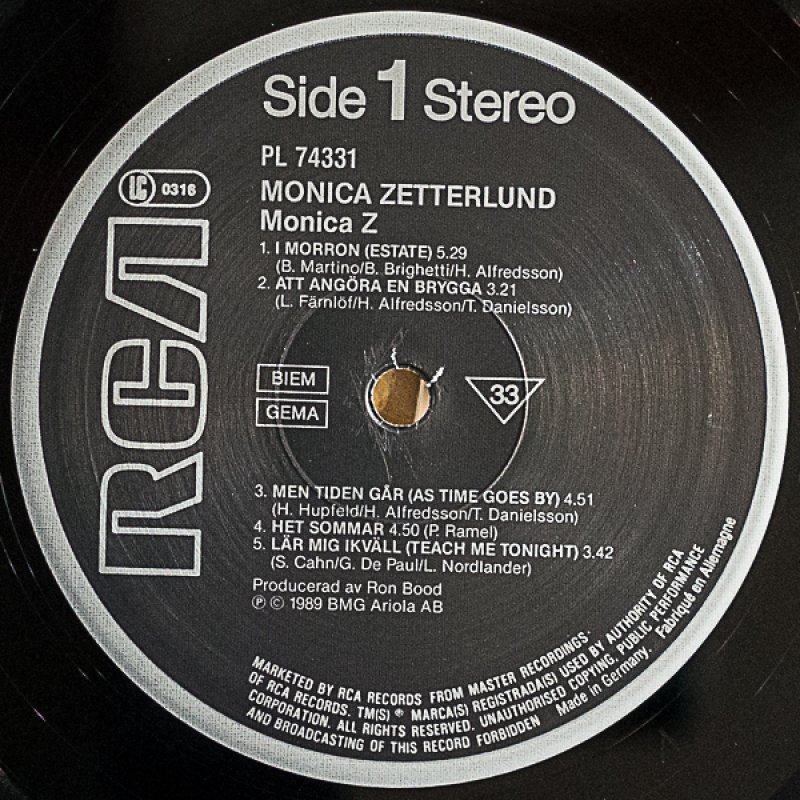 Side 1 Stereo
PL 74331
LC 0316
MONICA ZETTERLUND
Monica Z
1. I MORRON (ESTATE) 5.29
(B. Martino/B. Brighetti/H. Alfredsson)
2. ATT ANGÖRA EN BRYGGA 3.21
(L. Färnlöf/H. Alfredsson/T. Danielsson)
RCA
BIEM
GEMA
33
3. MEN TIDEN GÅR (AS TIME GOES BY) 4.51
(H. Hupfeld/H. Alfredsson/T. Danielsson)
4. HET SOMMAR 4.50 (P. Ramel)
5. LÄR MIG IKVÄLL (TEACH ME TONIGHT) 3.42
(S. Cahn/G. De Paul/L. Nordlander)
Producerad av Ron Bood
℗ © 1989 BMG Ariola AB
MARKETED BY RCA RECORDS FROM MASTER RECORDINGS.
OF RCA RECORDS. TM(S) ® MARCA(S) REGISTRADA(S) USED BY AUTHORITY OF RCA
CORPORATION. ALL RIGHTS RESERVED. UNAUTHORISED COPYING, PUBLIC PERFORMANCE
AND BROADCASTING OF THIS RECORD FORBIDDEN Made in Germany. Fabriqué en Allemagne